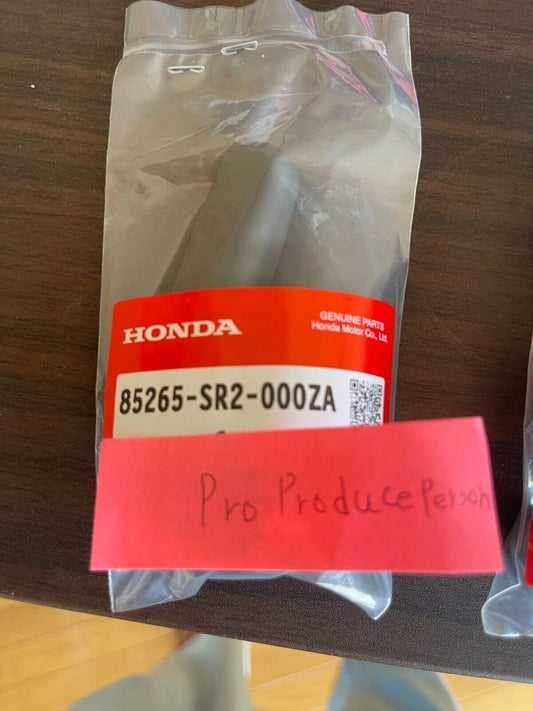 HONDA
GENUINE PARTS
Honda Motor Co., Ltd.
85265-SR2-000ZA
Pro Produce Person